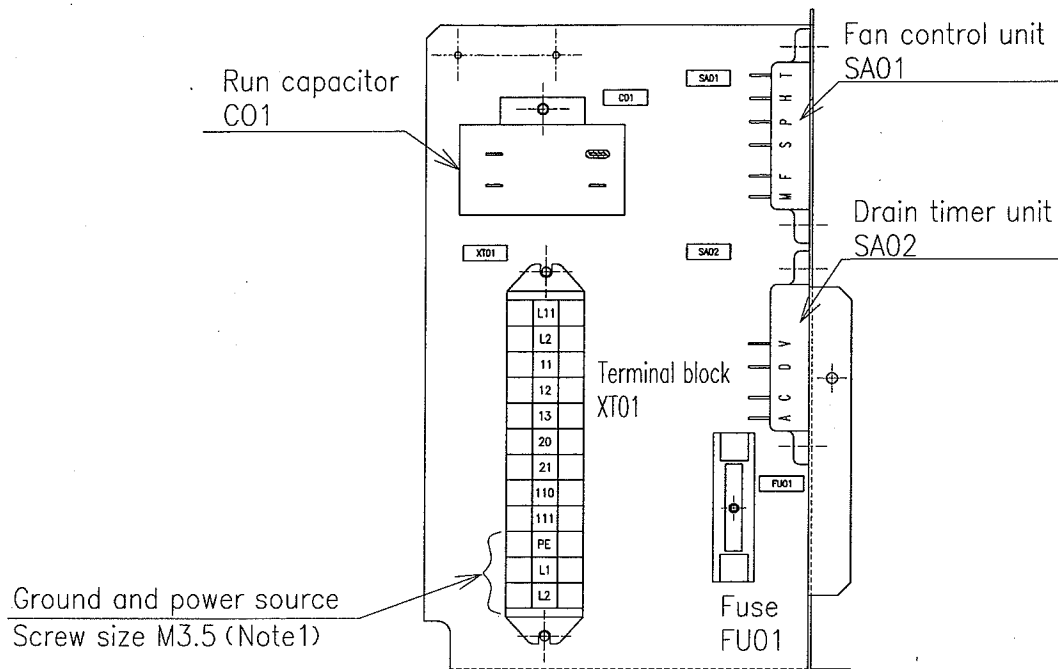 Run capacitor
C01
C01
SA01
Fan control unit
SA01
T
H
P
S
F
M
Drain timer unit
SA02
XT01
SA02
V
D
C
A
L11
L2
11
12
13
20
21
110
111
PE
L1
L2
Terminal block
XT01
FU01
Fuse
FU01
Ground and power source
Screw size M3.5 (Note1)